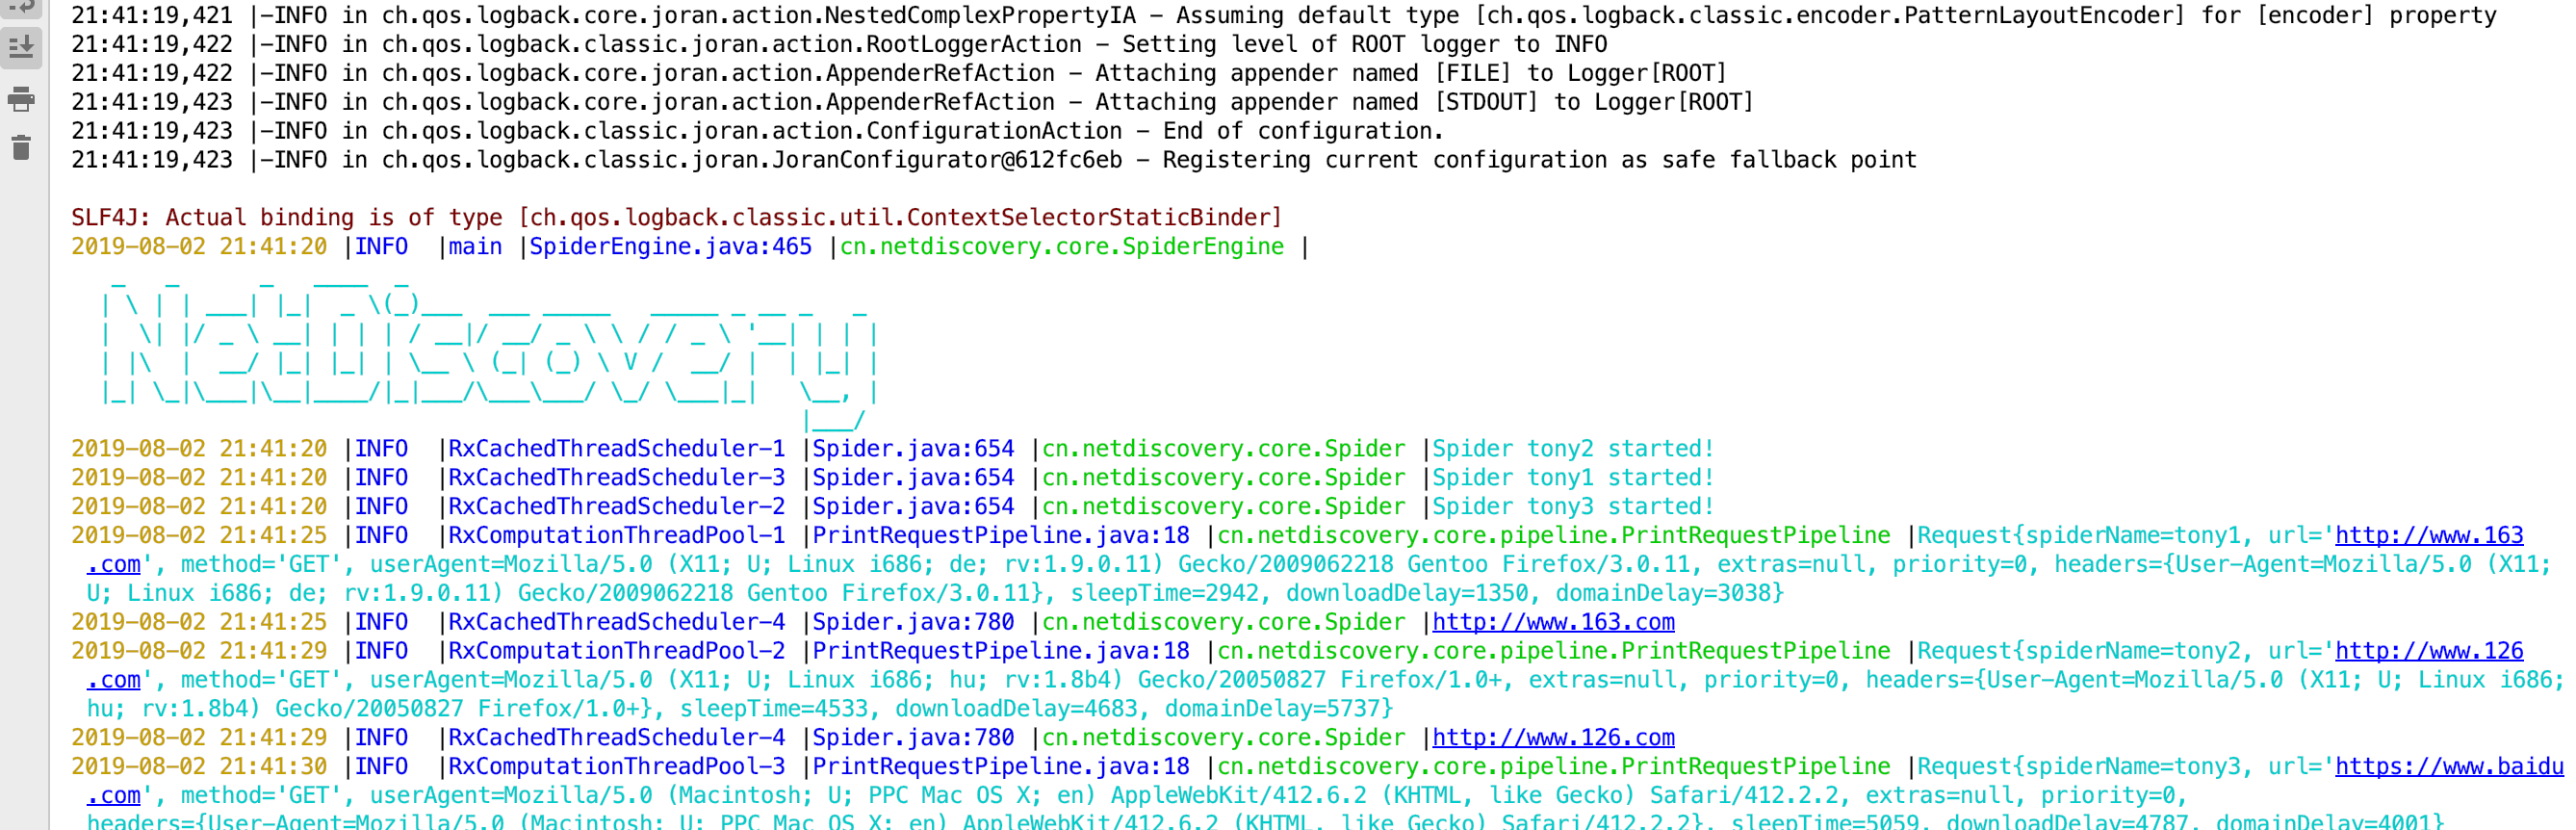 21:41:19,421 |-INFO in ch.qos.logback.core.joran.action.NestedComplexPropertyIA - Assuming default type [ch.qos.logback.classic.encoder.PatternLayoutEncoder] for [encoder] property
21:41:19,422 |-INFO in ch.qos.logback.classic.joran.action.RootLoggerAction - Setting level of ROOT logger to INFO
21:41:19,422 |-INFO in ch.qos.logback.core.joran.action.AppenderRefAction - Attaching appender named [FILE] to Logger[ROOT]
21:41:19,423 |-INFO in ch.qos.logback.core.joran.action.AppenderRefAction - Attaching appender named [STDOUT] to Logger[ROOT]
21:41:19,423 |-INFO in ch.qos.logback.classic.joran.action.ConfigurationAction - End of configuration.
21:41:19,423 |-INFO in ch.qos.logback.classic.joran.JoranConfigurator@612fc6eb - Registering current configuration as safe fallback point
SLF4J: Actual binding is of type [ch.qos.logback.classic.util.ContextSelectorStaticBinder]
2019-08-02 21:41:20 |INFO  |main |SpiderEngine.java:465 |cn.netdiscovery.core.SpiderEngine |
NetDiscovery
2019-08-02 21:41:20 |INFO  |RxCachedThreadScheduler-1 |Spider.java:654 |cn.netdiscovery.core.Spider |Spider tony2 started!
2019-08-02 21:41:20 |INFO  |RxCachedThreadScheduler-3 |Spider.java:654 |cn.netdiscovery.core.Spider |Spider tony1 started!
2019-08-02 21:41:20 |INFO  |RxCachedThreadScheduler-2 |Spider.java:654 |cn.netdiscovery.core.Spider |Spider tony3 started!
2019-08-02 21:41:25 |INFO  |RxComputationThreadPool-1 |PrintRequestPipeline.java:18 |cn.netdiscovery.core.pipeline.PrintRequestPipeline |Request{spiderName=tony1, url='http://www.163
.com', method='GET', userAgent=Mozilla/5.0 (X11; U; Linux i686; de; rv:1.9.0.11) Gecko/2009062218 Gentoo Firefox/3.0.11, extras=null, priority=0, headers={User-Agent=Mozilla/5.0 (X11;
U; Linux i686; de; rv:1.9.0.11) Gecko/2009062218 Gentoo Firefox/3.0.11}, sleepTime=2942, downloadDelay=1350, domainDelay=3038}
2019-08-02 21:41:25 |INFO  |RxCachedThreadScheduler-4 |Spider.java:780 |cn.netdiscovery.core.Spider |http://www.163.com
2019-08-02 21:41:29 |INFO  |RxComputationThreadPool-2 |PrintRequestPipeline.java:18 |cn.netdiscovery.core.pipeline.PrintRequestPipeline |Request{spiderName=tony2, url='http://www.126
.com', method='GET', userAgent=Mozilla/5.0 (X11; U; Linux i686; hu; rv:1.8b4) Gecko/20050827 Firefox/1.0+, extras=null, priority=0, headers={User-Agent=Mozilla/5.0 (X11; U; Linux i686;
hu; rv:1.8b4) Gecko/20050827 Firefox/1.0+}, sleepTime=4533, downloadDelay=4683, domainDelay=5737}
2019-08-02 21:41:29 |INFO  |RxCachedThreadScheduler-4 |Spider.java:780 |cn.netdiscovery.core.Spider |http://www.126.com
2019-08-02 21:41:30 |INFO  |RxComputationThreadPool-3 |PrintRequestPipeline.java:18 |cn.netdiscovery.core.pipeline.PrintRequestPipeline |Request{spiderName=tony3, url='https://www.baidu
.com', method='GET', userAgent=Mozilla/5.0 (Macintosh; U; PPC Mac OS X; en) AppleWebKit/412.6.2 (KHTML, like Gecko) Safari/412.2.2, extras=null, priority=0,
headers={User-Agent=Mozilla/5.0 (Macintosh; U; PPC Mac OS X; en) AppleWebKit/412.6.2 (KHTML, like Gecko) Safari/412.2.2}, sleepTime=5059, downloadDelay=4787, domainDelay=4001}